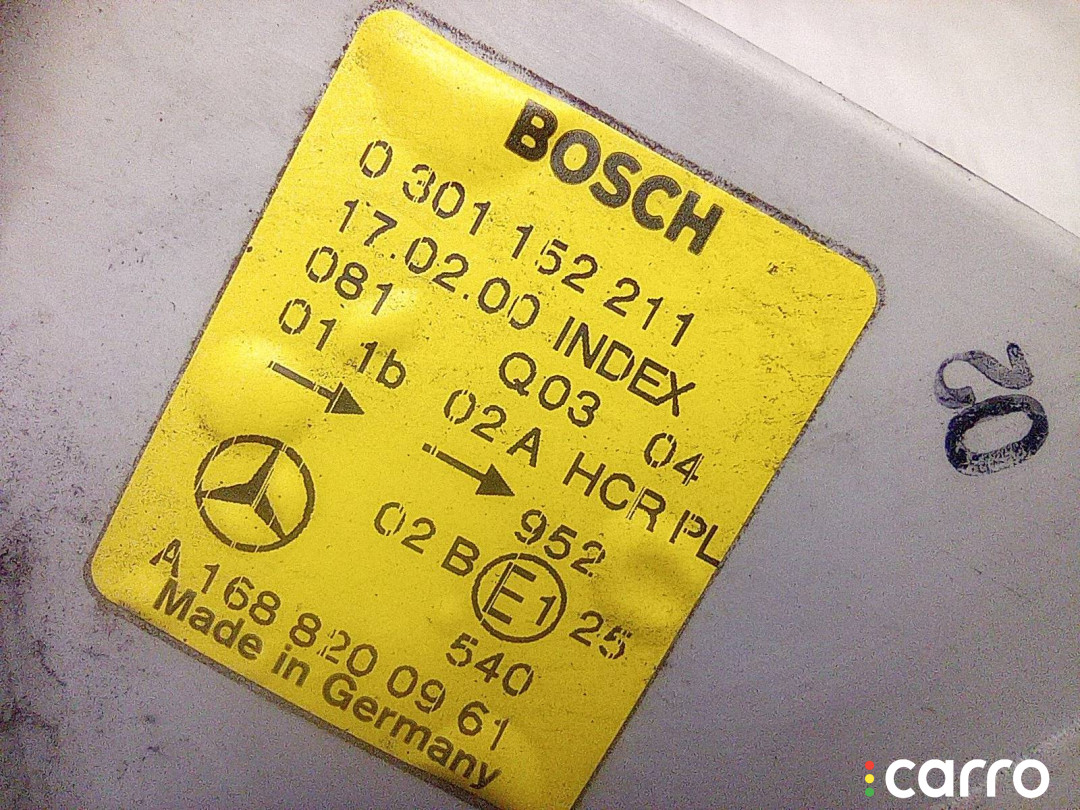 BOSCH
0 301 152 211
17.02.00 INDEX
081 Q03 04
01 1b 02 A HCR PL
952
02 B E1 25
540
A 168 820 09 61
Made in Germany
02
carro